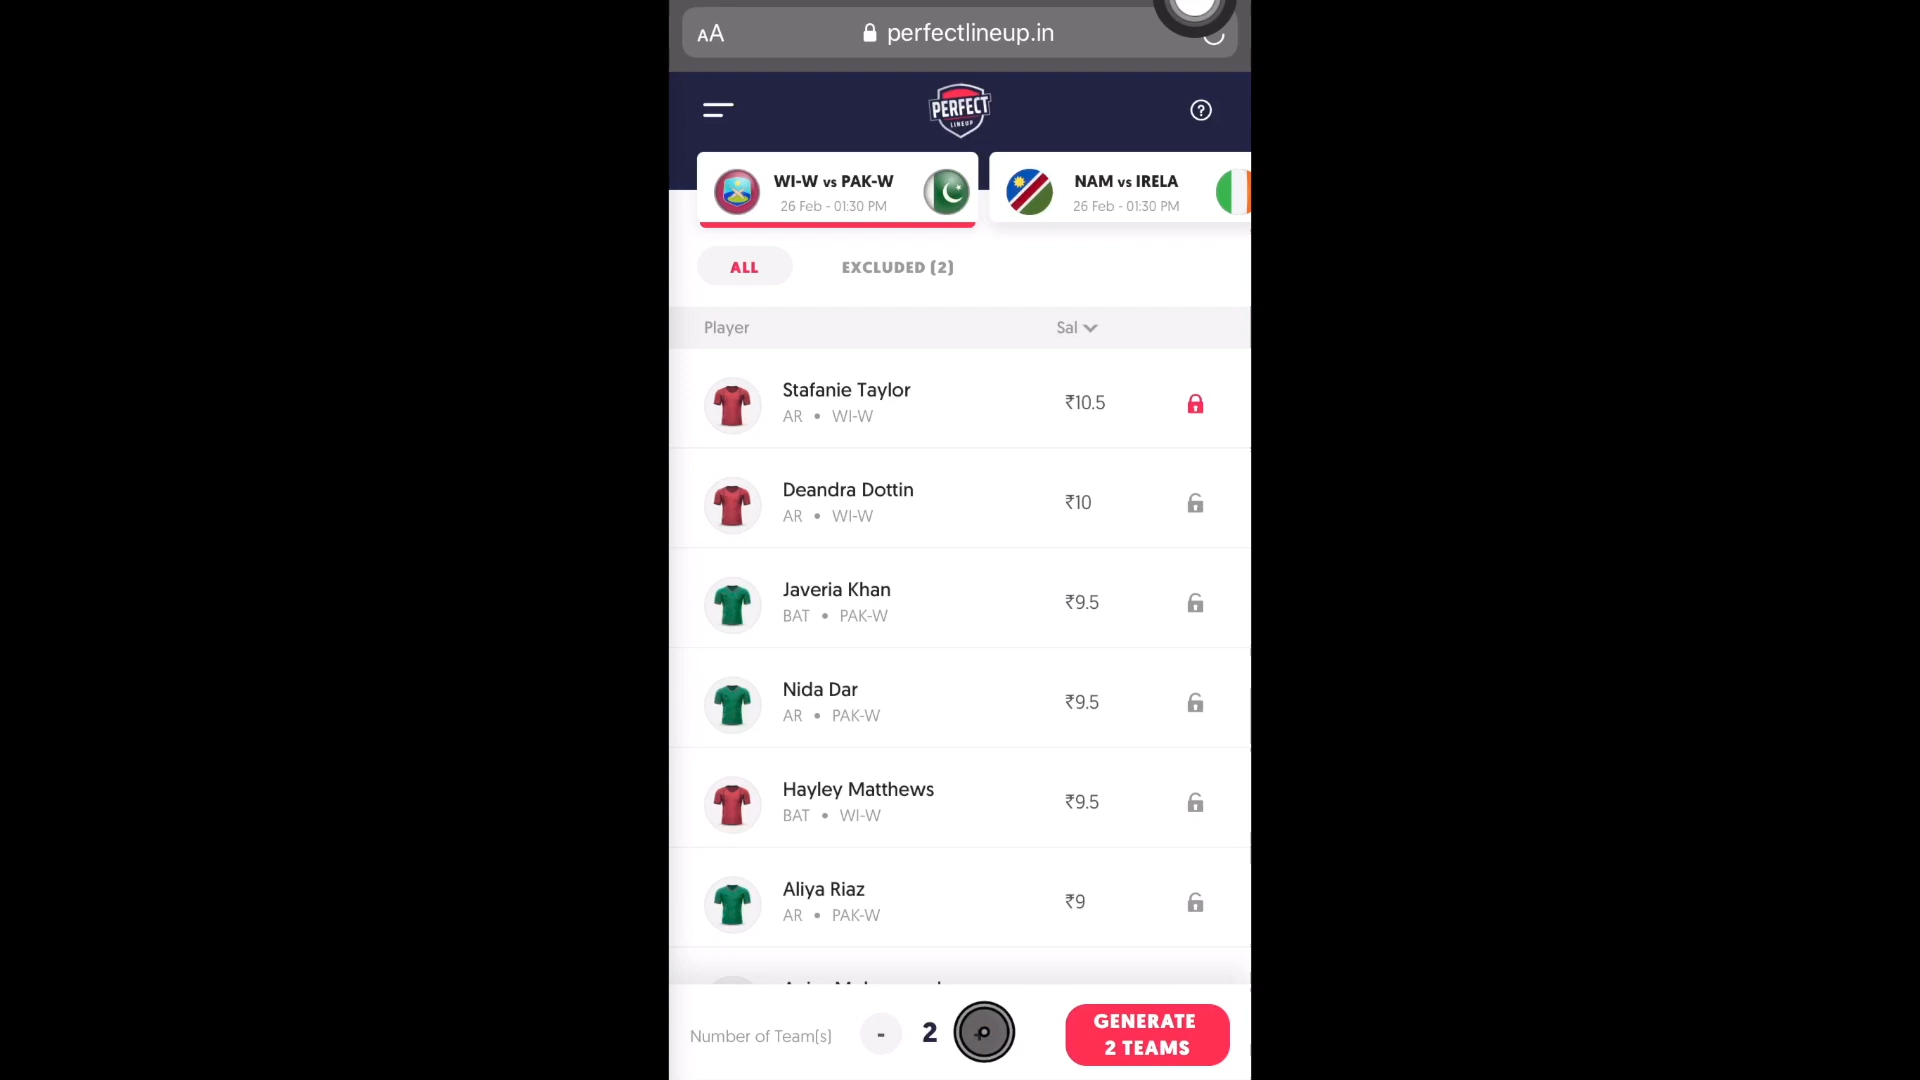 AA perfectlineup.in
PERFECT
LINEUP
WI-W vs PAK-W
26 Feb - 01:30 PM
NAM vs IRELA
26 Feb - 01:30 PM
ALL EXCLUDED (2)
Player Sal
Stafanie Taylor
AR • WI-W
₹10.5
Deandra Dottin
AR • WI-W
₹10
Javeria Khan
BAT • PAK-W
₹9.5
Nida Dar
AR • PAK-W
₹9.5
Hayley Matthews
BAT • WI-W
₹9.5
Aliya Riaz
AR • PAK-W
₹9
Number of Team(s) - 2 +
GENERATE
2 TEAMS